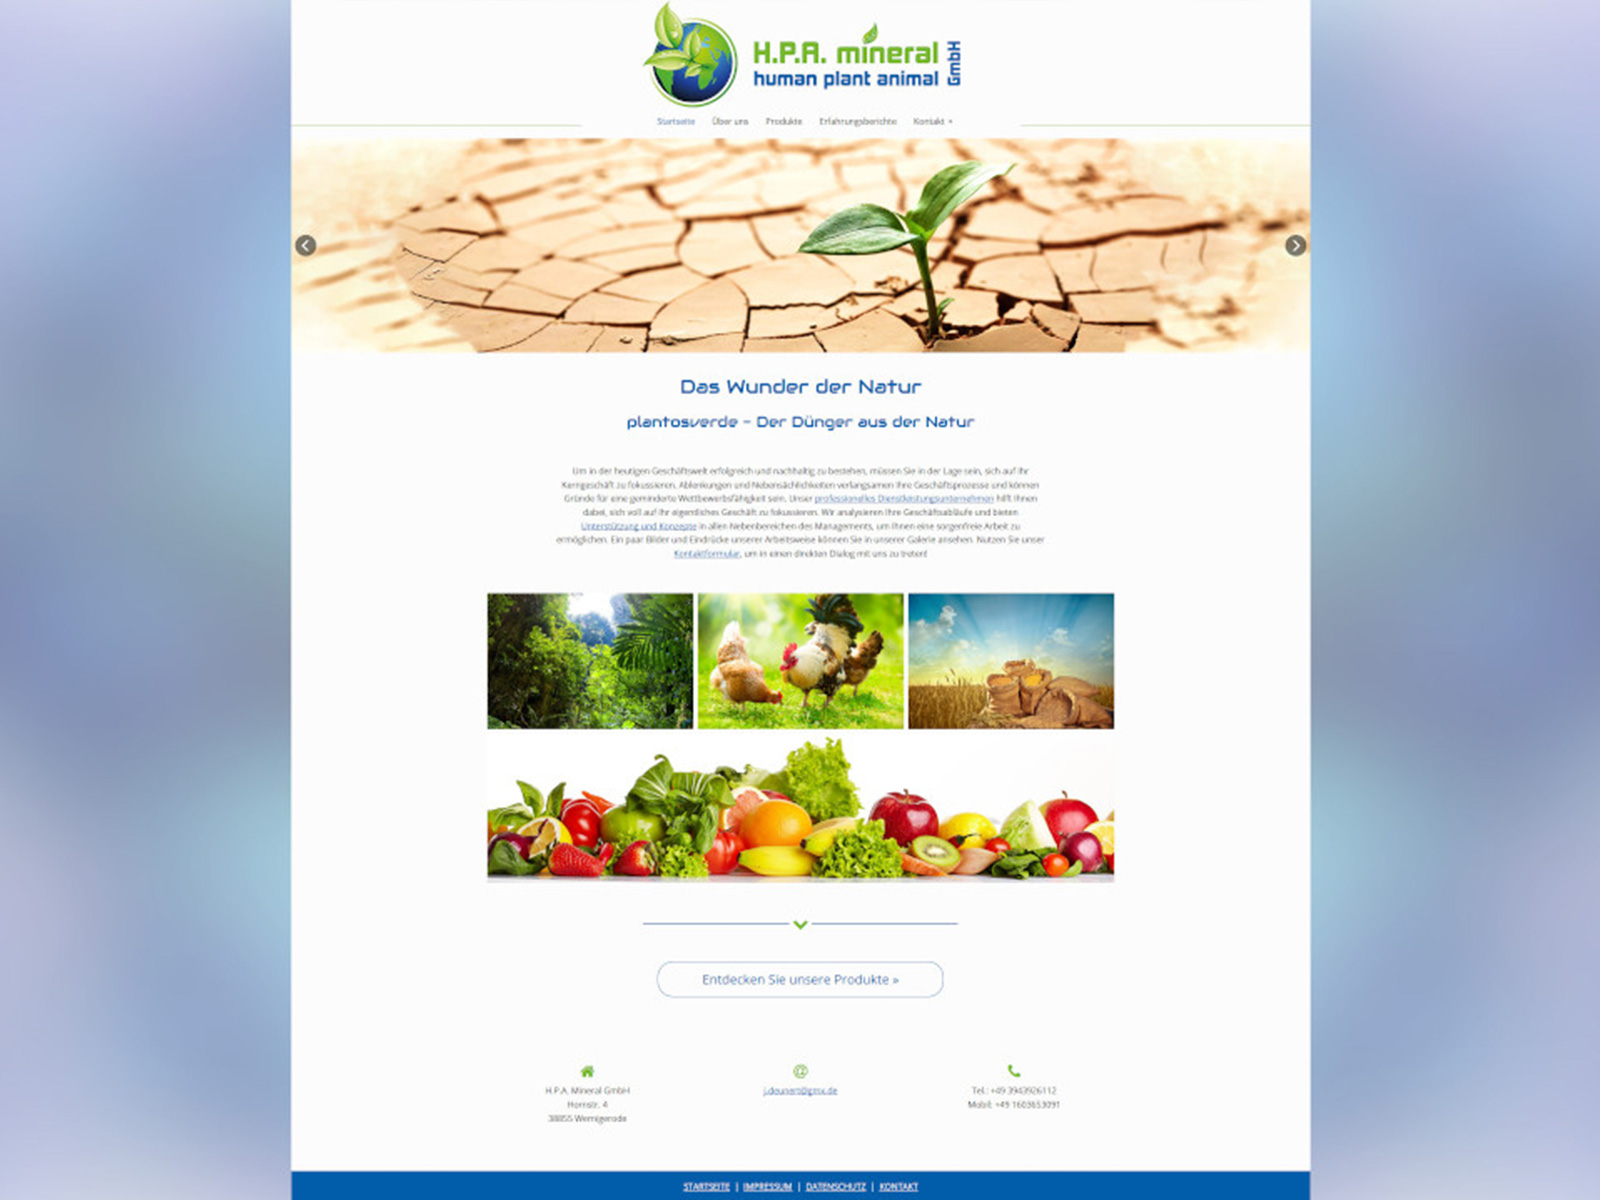 H.P.A. mineral
human plant animal
GmbH
Startseite Über uns Produkte Erfahrungsberichte Kontakt
Das Wunder der Natur
plantosverde – Der Dünger aus der Natur
Um in der heutigen Geschäftswelt erfolgreich und nachhaltig zu bestehen, müssen Sie in der Lage sein, sich auf Ihr
Kerngeschäft zu fokussieren. Ablenkungen und Nebensächlichkeiten verlangsamen Ihre Geschäftsprozesse und können
Gründe für eine geminderte Wettbewerbsfähigkeit sein. Unser professionelles Dienstleistungsunternehmen hilft Ihnen
dabei, sich voll auf Ihr eigentliches Geschäft zu fokussieren. Wir analysieren Ihre Geschäftsabläufe und bieten
Unterstützung und Konzepte in allen Nebenbereichen des Managements, um Ihnen eine sorgenfreie Arbeit zu
ermöglichen. Ein paar Bilder und Eindrücke unserer Arbeitsweise können Sie in unserer Galerie ansehen. Nutzen Sie unser
Kontaktformular, um in einen direkten Dialog mit uns zu treten!
Entdecken Sie unsere Produkte »
H.P.A. Mineral GmbH
Hornstr. 4
38855 Wernigerode
j.deunert@gmx.de
Tel.: +49 3943926112
Mobil: +49 1603653091
STARTSEITE | IMPRESSUM | DATENSCHUTZ | KONTAKT